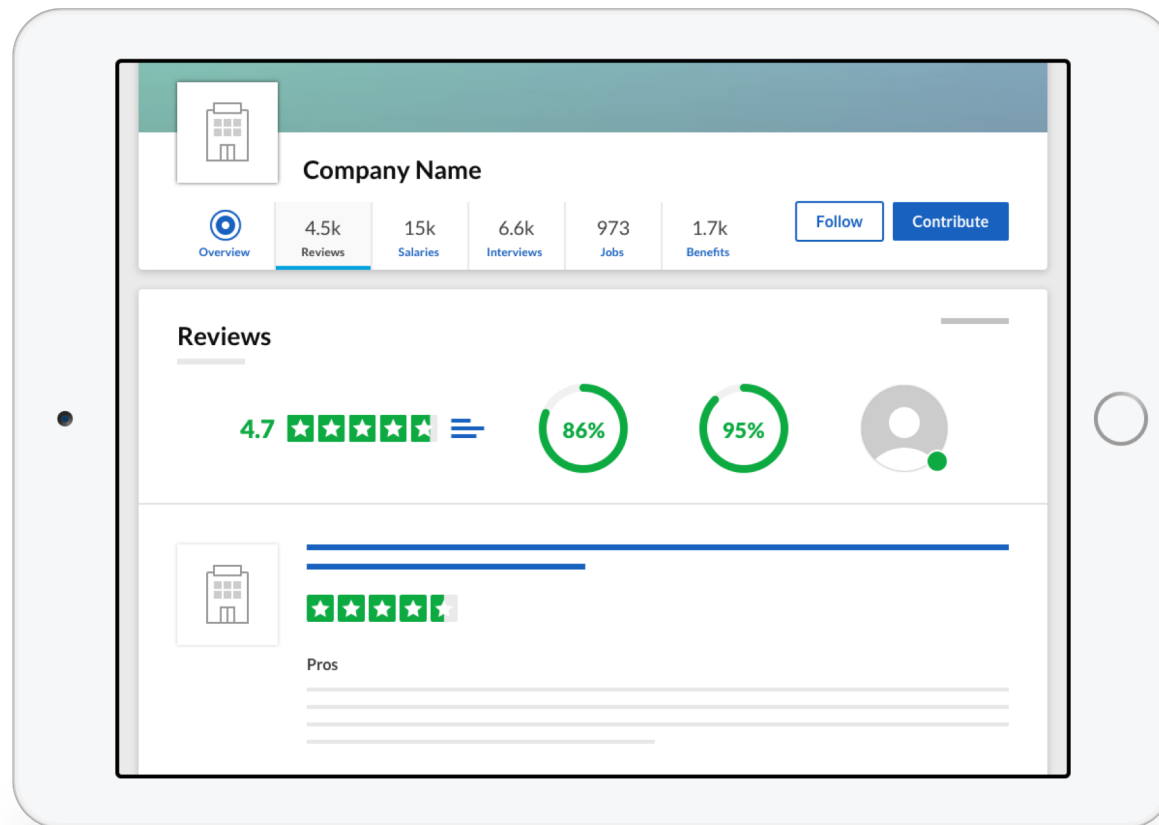 Company Name
4.5k 15k 6.6k 973 1.7k Follow Contribute
Overview Reviews Salaries Interviews Jobs Benefits
Reviews
4.7 86% 95%
Pros